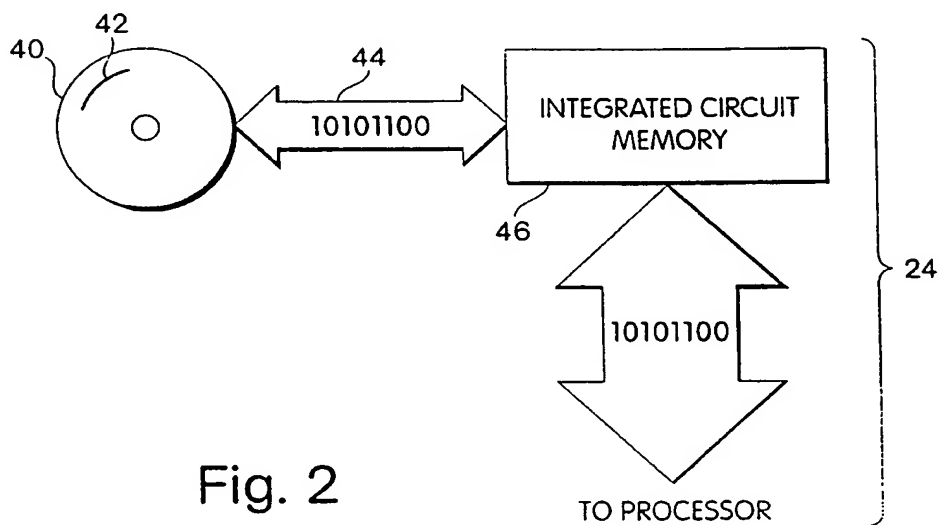 42
40
44
10101100
INTEGRATED CIRCUIT
MEMORY
46
24
10101100
Fig. 2
TO PROCESSOR